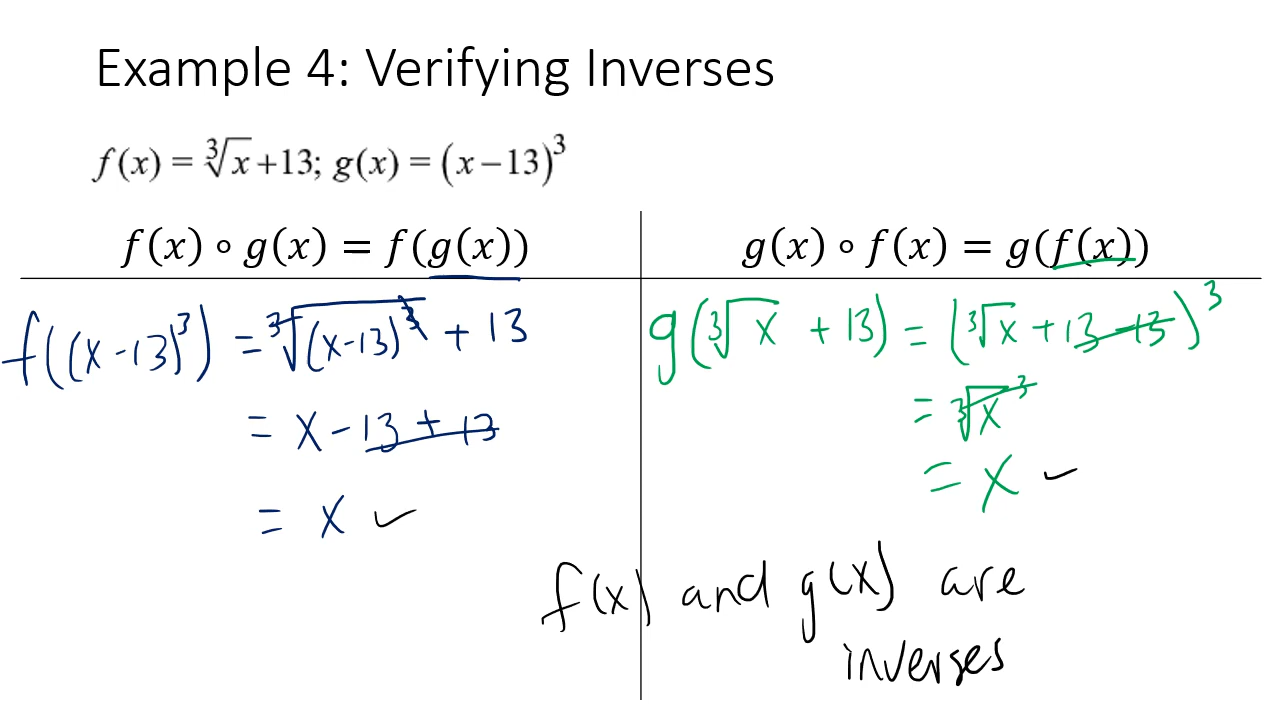 Example 4: Verifying Inverses
f(x) = ∛x + 13; g(x) = (x − 13)³
f(x) ∘ g(x) = f(g(x))
f((x - 13)³) = ∛(x-13)³ + 13
= x - 13 + 13
= x ✓
g(x) ∘ f(x) = g(f(x))
g(∛x + 13) = (∛x + 13 - 13)³
= ∛x³
= x ✓
f(x) and g(x) are
inverses